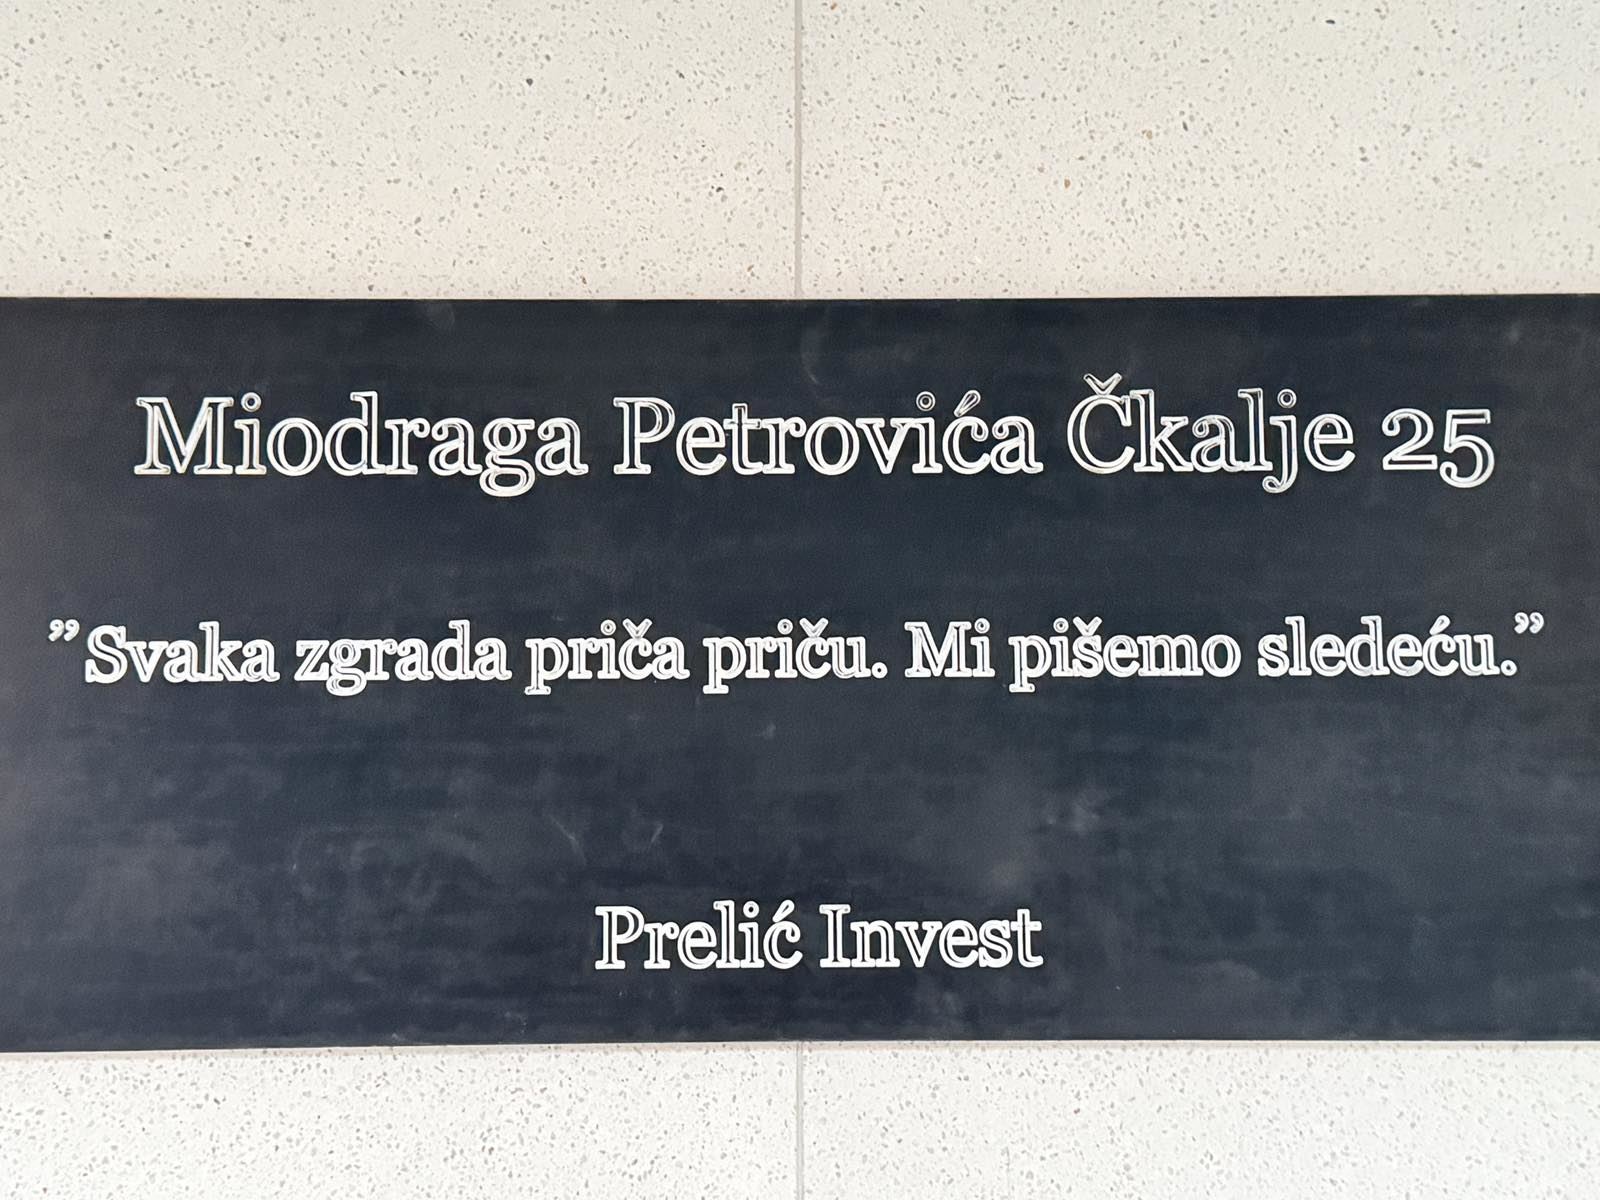 Miodraga Petrovića Čkalje 25
”Svaka zgrada priča priču. Mi pišemo sledeću.”
Prelić Invest